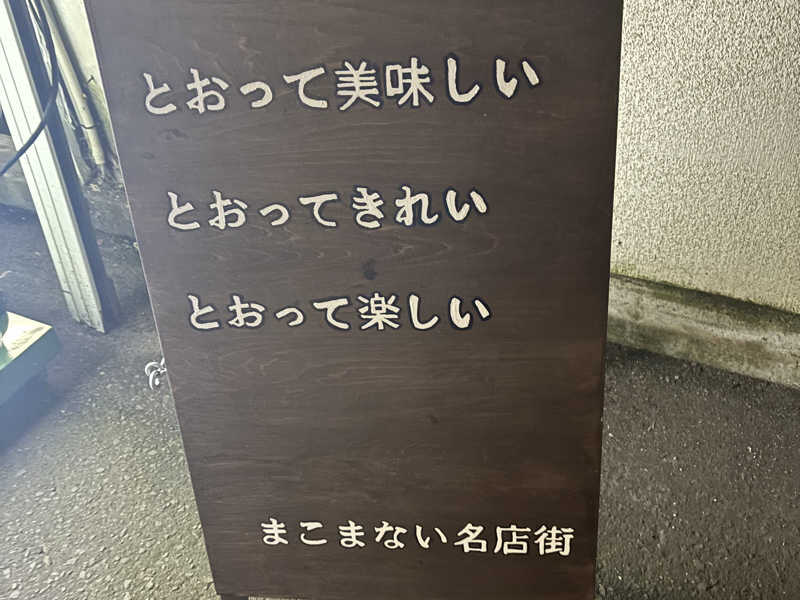 とおって美味しい
とおってきれい
とおって楽しい
まこまない名店街